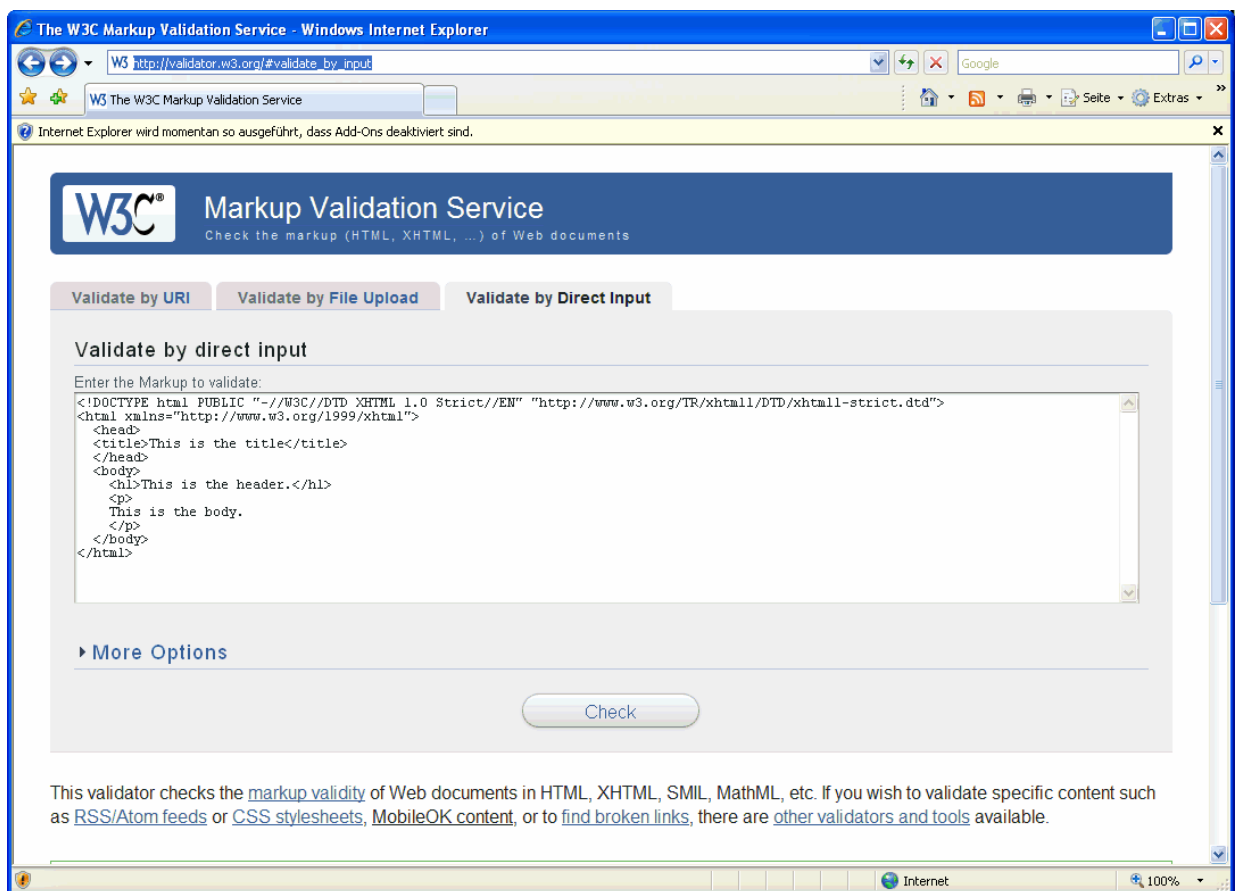 The W3C Markup Validation Service - Windows Internet Explorer
W3 http://validator.w3.org/#validate_by_input
Google
W3 The W3C Markup Validation Service
Seite
Extras
»
Internet Explorer wird momentan so ausgeführt, dass Add-Ons deaktiviert sind.
W3C®
Markup Validation Service
Check the markup (HTML, XHTML, …) of Web documents
Validate by URI
Validate by File Upload
Validate by Direct Input
Validate by direct input
Enter the Markup to validate:
<!DOCTYPE html PUBLIC "-//W3C//DTD XHTML 1.0 Strict//EN" "http://www.w3.org/TR/xhtml1/DTD/xhtml1-strict.dtd">
<html xmlns="http://www.w3.org/1999/xhtml">
<head>
<title>This is the title</title>
</head>
<body>
<h1>This is the header.</h1>
<p>
This is the body.
</p>
</body>
</html>
More Options
Check
This validator checks the markup validity of Web documents in HTML, XHTML, SMIL, MathML, etc. If you wish to validate specific content such
as RSS/Atom feeds or CSS stylesheets, MobileOK content, or to find broken links, there are other validators and tools available.
Internet
100%